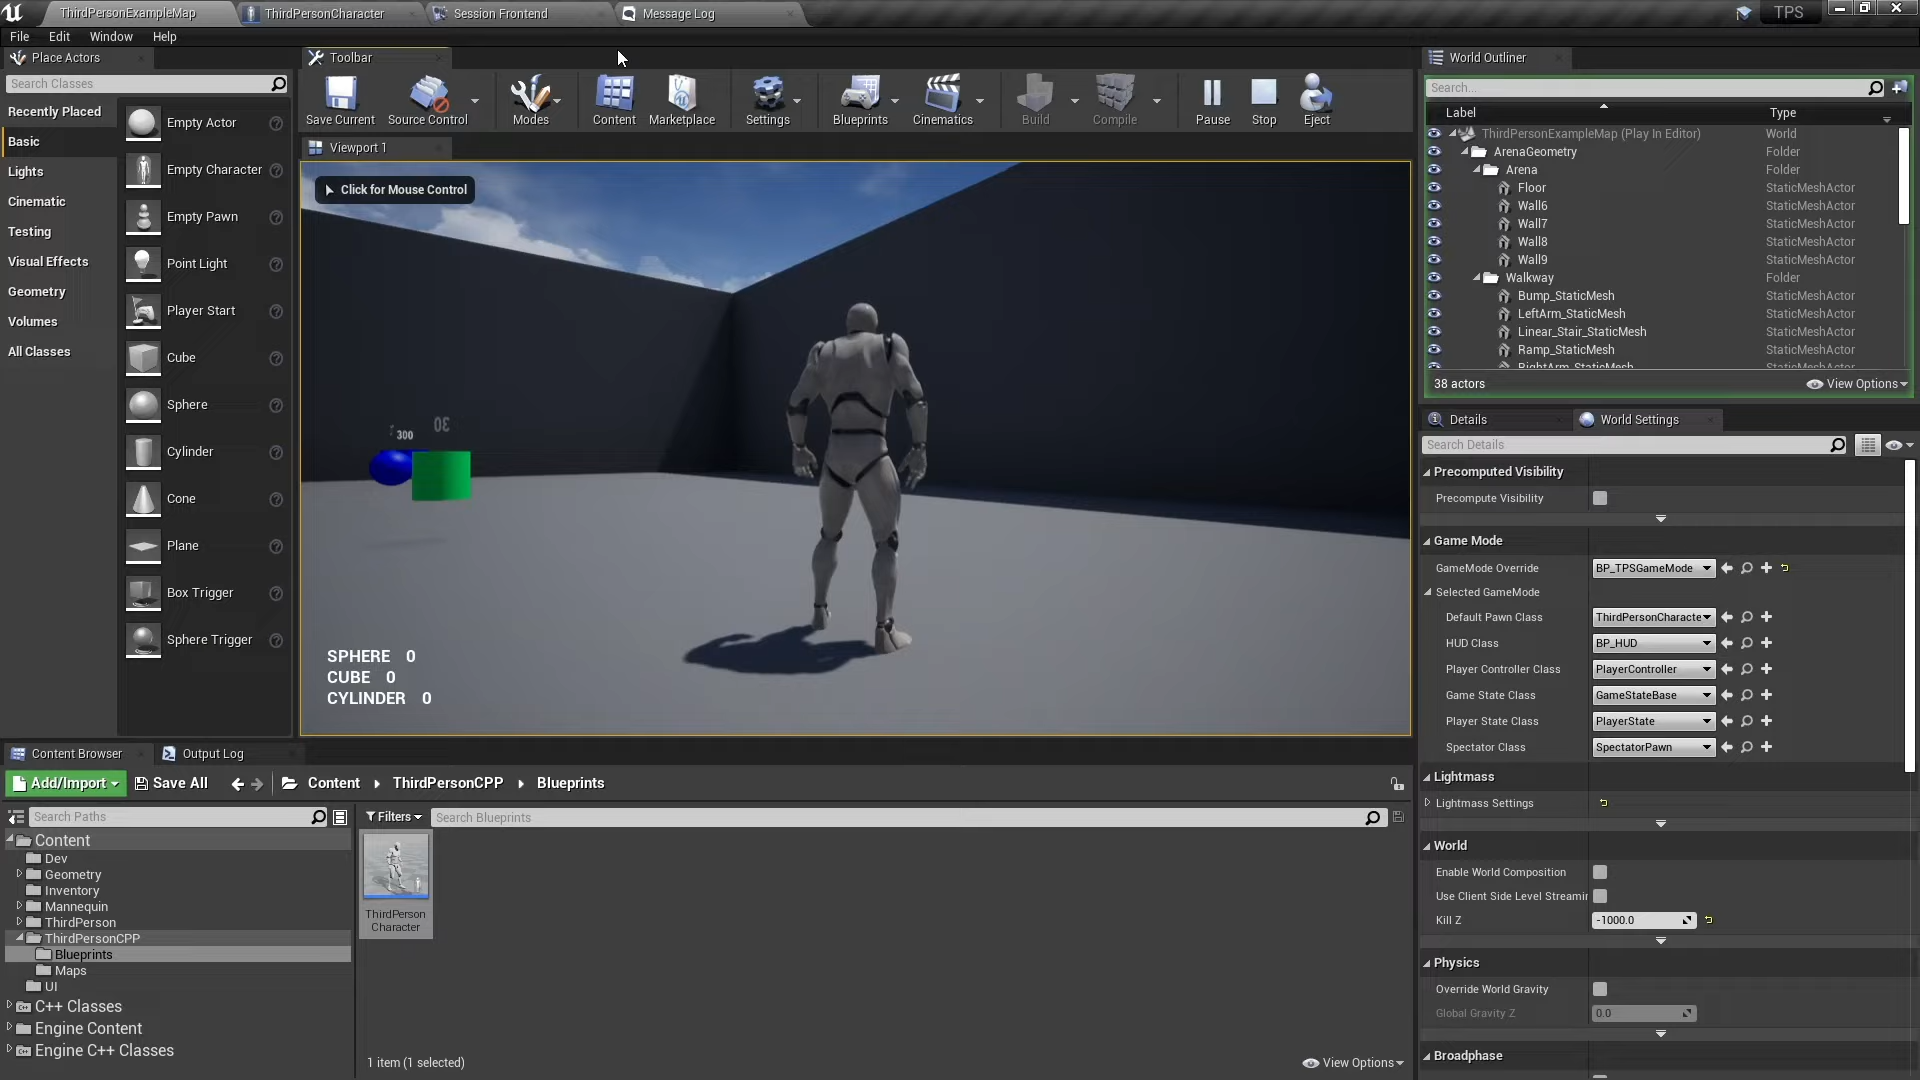 ThirdPersonExampleMap
ThirdPersonCharacter
Session Frontend
Message Log
TPS
File Edit Window Help
Place Actors
Search Classes
Recently Placed
Basic
Lights
Cinematic
Testing
Visual Effects
Geometry
Volumes
All Classes
Empty Actor
Empty Character
Empty Pawn
Point Light
Player Start
Cube
Sphere
Cylinder
Cone
Plane
Box Trigger
Sphere Trigger
Toolbar
Save Current
Source Control
Modes
Content
Marketplace
Settings
Blueprints
Cinematics
Build
Compile
Pause
Stop
Eject
Viewport 1
Click for Mouse Control
300
30
SPHERE 0
CUBE 0
CYLINDER 0
World Outliner
Search...
Label Type
ThirdPersonExampleMap (Play In Editor) World
ArenaGeometry Folder
Arena Folder
Floor StaticMeshActor
Wall6 StaticMeshActor
Wall7 StaticMeshActor
Wall8 StaticMeshActor
Wall9 StaticMeshActor
Walkway Folder
Bump_StaticMesh StaticMeshActor
LeftArm_StaticMesh StaticMeshActor
Linear_Stair_StaticMesh StaticMeshActor
Ramp_StaticMesh StaticMeshActor
RightArm_StaticMesh StaticMeshActor
38 actors
View Options
Details
World Settings
Search Details
Precomputed Visibility
Precompute Visibility
Game Mode
GameMode Override BP_TPSGameMode
Selected GameMode
Default Pawn Class ThirdPersonCharacte
HUD Class BP_HUD
Player Controller Class PlayerController
Game State Class GameStateBase
Player State Class PlayerState
Spectator Class SpectatorPawn
Lightmass
Lightmass Settings
World
Enable World Composition
Use Client Side Level Streamin
Kill Z -1000.0
Physics
Override World Gravity
Global Gravity Z 0.0
Broadphase
Content Browser
Output Log
Add/Import
Save All
Content
ThirdPersonCPP
Blueprints
Search Paths
Filters
Search Blueprints
Content
Dev
Geometry
Inventory
Mannequin
ThirdPerson
ThirdPersonCPP
Blueprints
Maps
UI
C++ Classes
Engine Content
Engine C++ Classes
ThirdPerson
Character
1 item (1 selected)
View Options